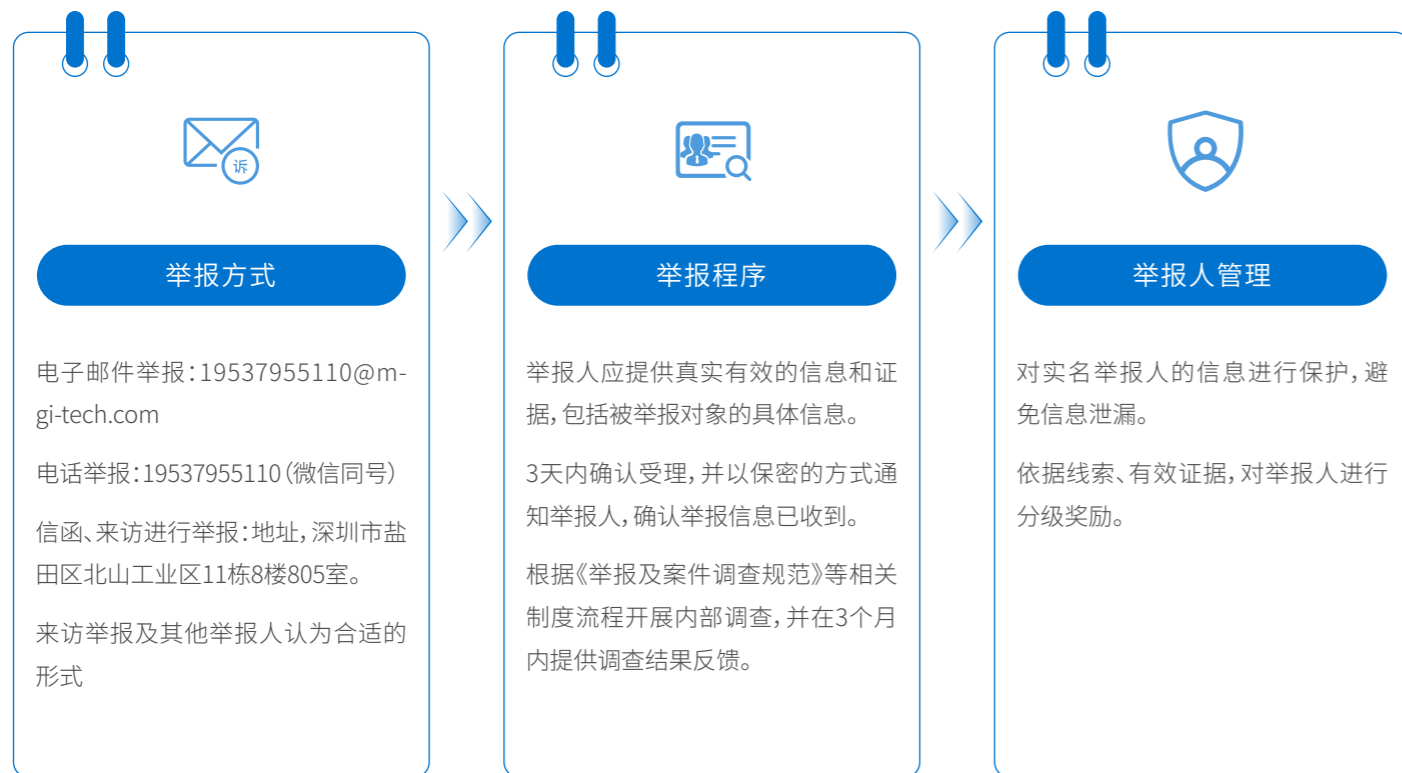 诉
举报方式
电子邮件举报：19537955110@m-
gi-tech.com
电话举报：19537955110（微信同号）
信函、来访进行举报：地址，深圳市盐
田区北山工业区11栋8楼805室。
来访举报及其他举报人认为合适的
形式
举报程序
举报人应提供真实有效的信息和证
据，包括被举报对象的具体信息。
3天内确认受理，并以保密的方式通
知举报人，确认举报信息已收到。
根据《举报及案件调查规范》等相关
制度流程开展内部调查，并在3个月
内提供调查结果反馈。
举报人管理
对实名举报人的信息进行保护，避
免信息泄漏。
依据线索、有效证据，对举报人进行
分级奖励。